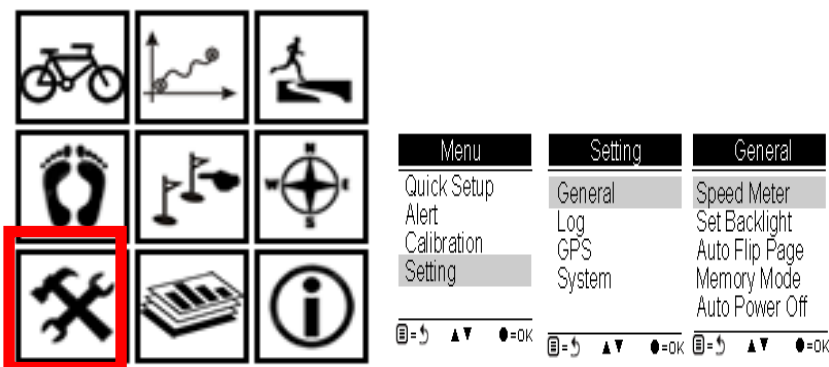 N
W
E
S
Menu
Quick Setup
Alert
Calibration
Setting
= ▲▼ ●=OK
Setting
General
Log
GPS
System
= ▲▼ ●=OK
General
Speed Meter
Set Backlight
Auto Flip Page
Memory Mode
Auto Power Off
= ▲▼ ●=OK